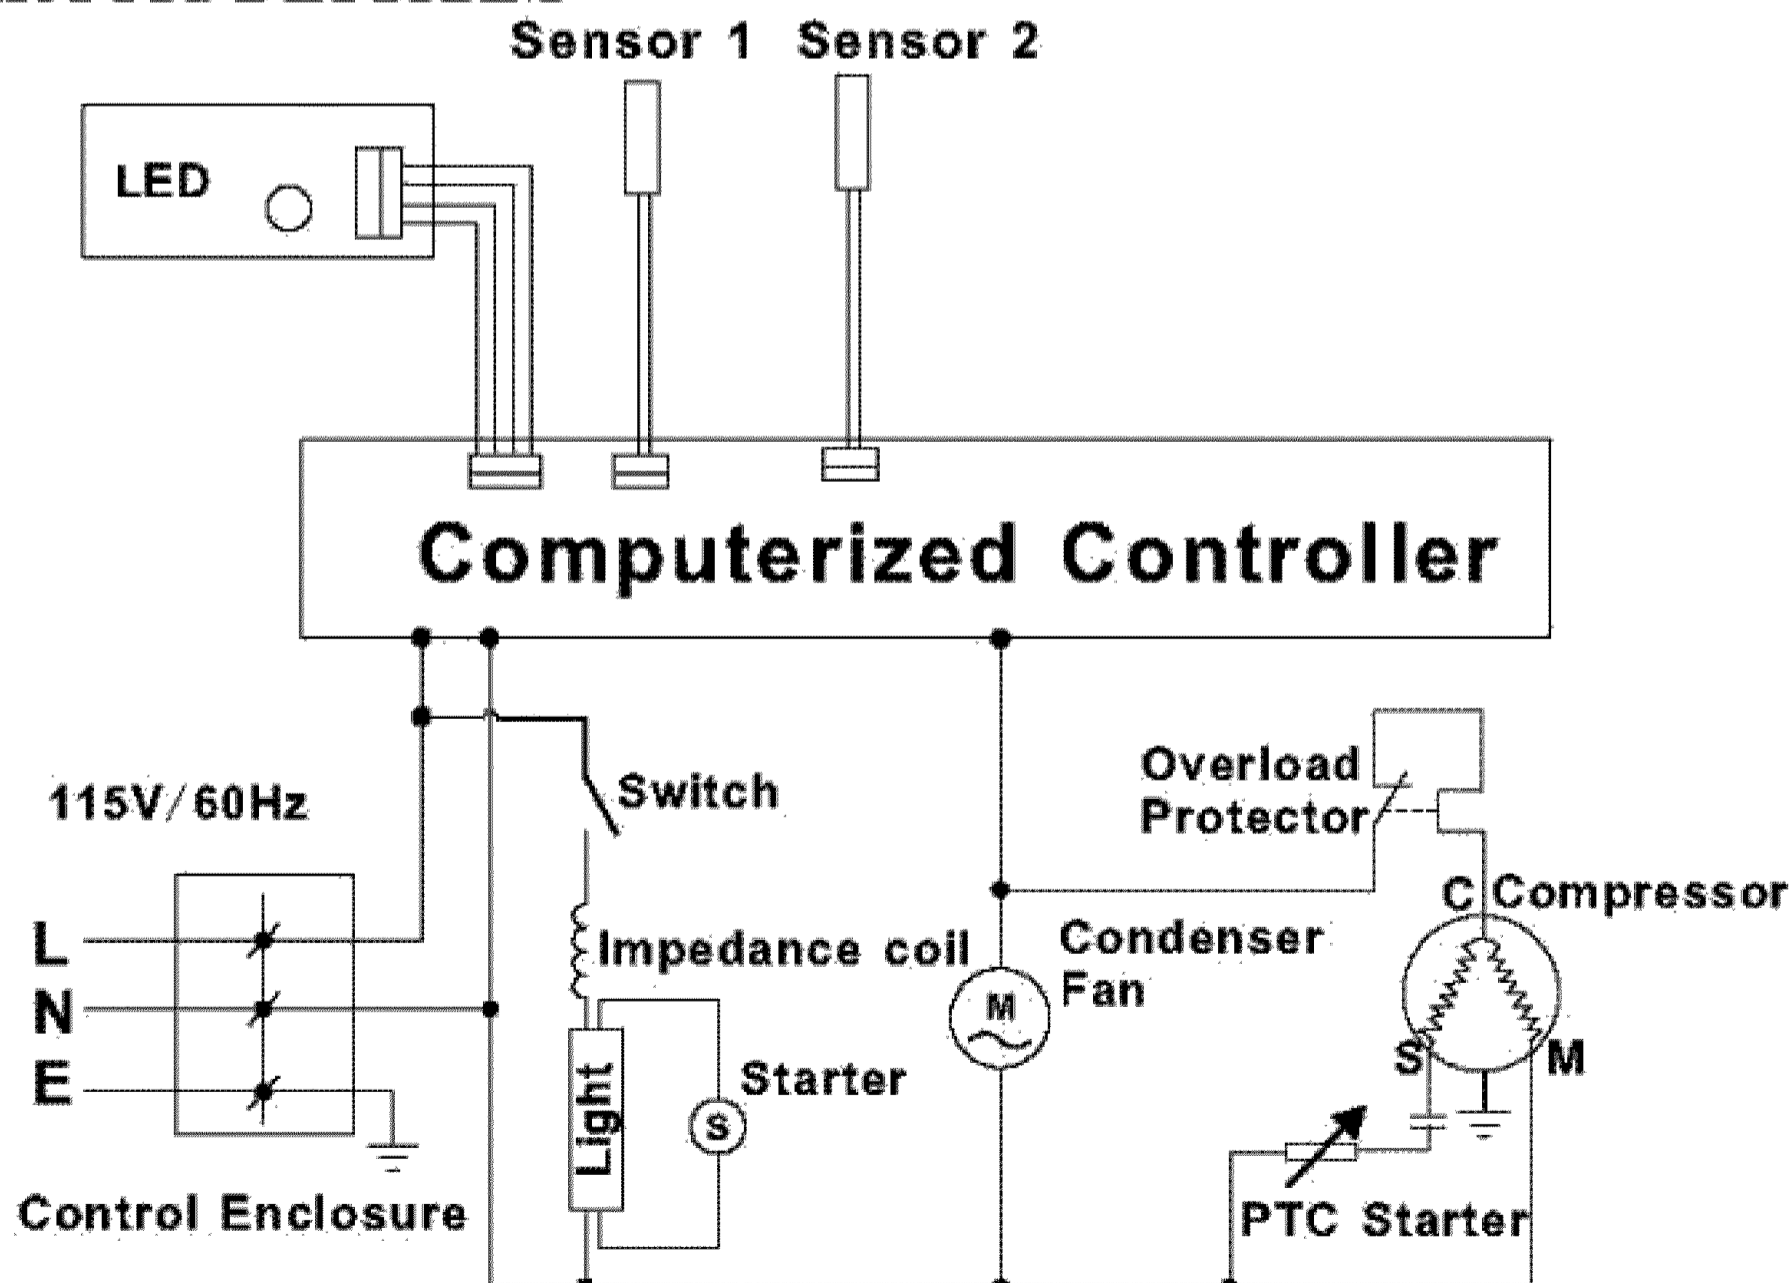 Sensor 1 Sensor 2
LED
Computerized Controller
115V/60Hz
Switch
Overload
Protector
C Compressor
L
N
E
Impedance coil
Condenser
Fan
M
Light
S
Starter
S
M
PTC Starter
Control Enclosure